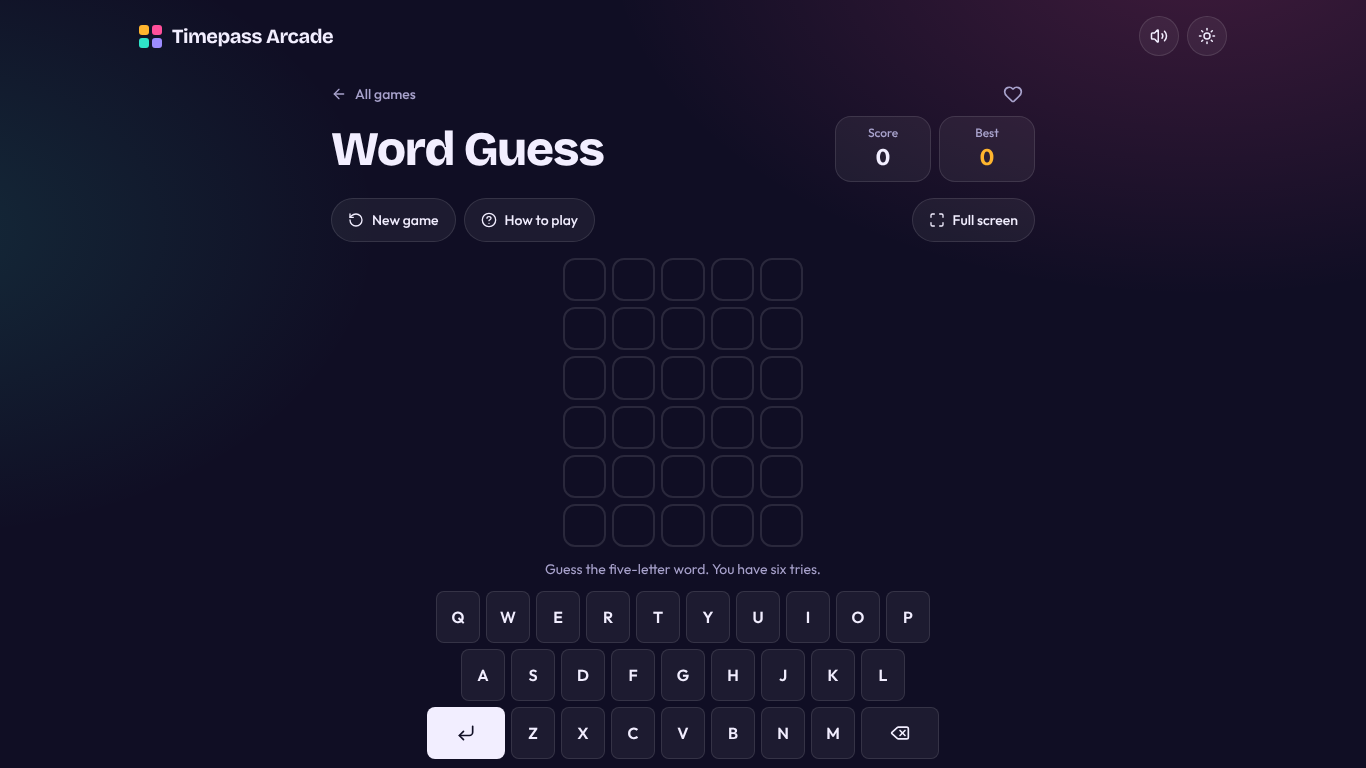 Timepass Arcade
All games
Word Guess
Score
0
Best
0
New game
How to play
Full screen
Guess the five-letter word. You have six tries.
Q W E R T Y U I O P
A S D F G H J K L
Z X C V B N M